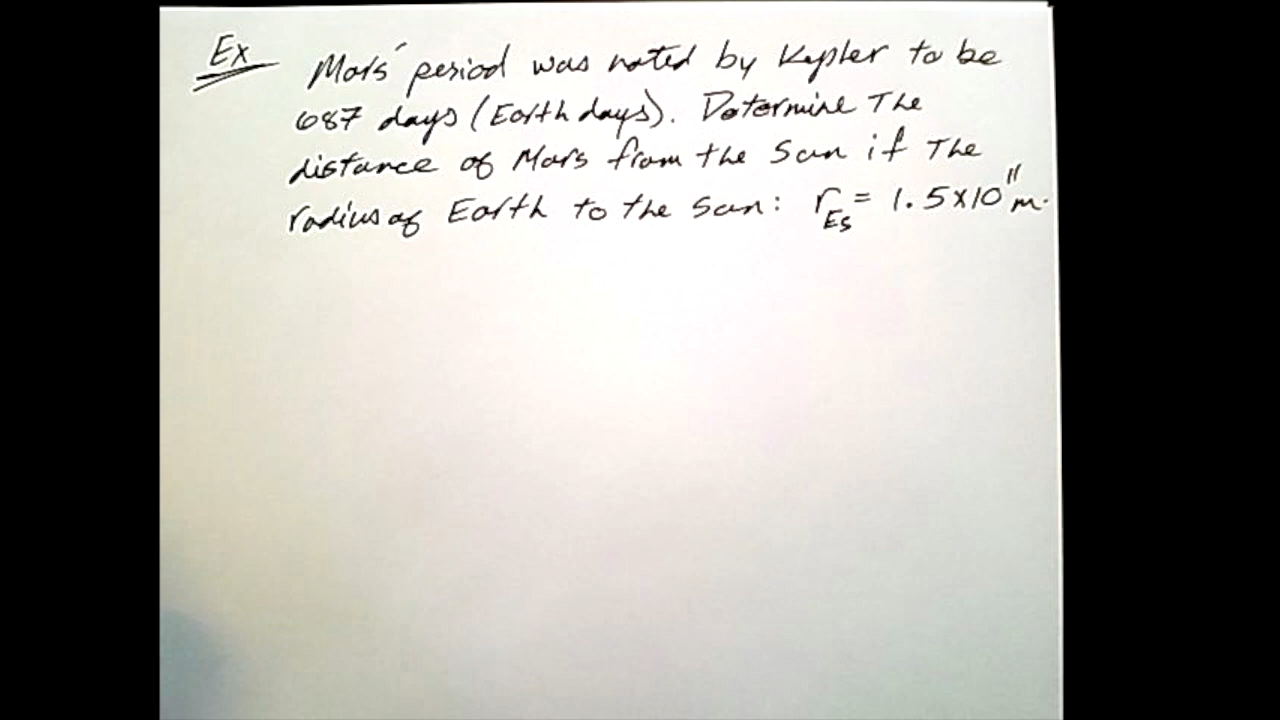 Ex Mars' period was noted by Kepler to be
687 days (Earth days). Determine The
distance of Mars from the Sun if The
radius of Earth to the Sun: r_Es = 1.5x10^11 m.